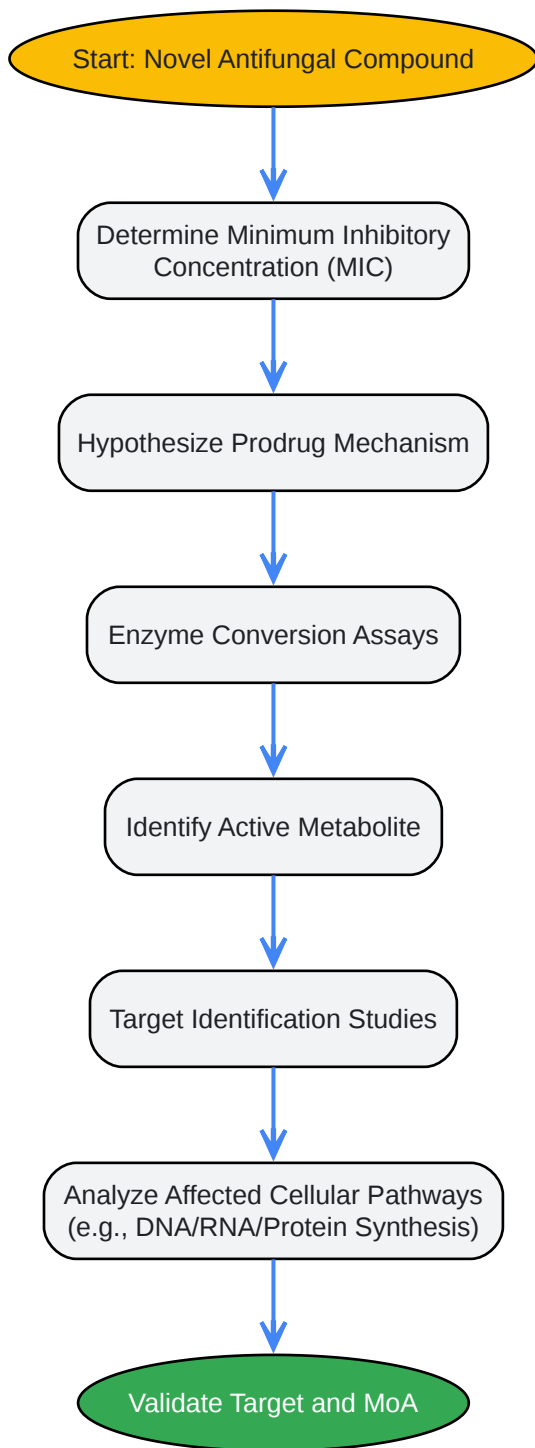 Start: Novel Antifungal Compound
Determine Minimum Inhibitory
Concentration (MIC)
Hypothesize Prodrug Mechanism
Enzyme Conversion Assays
Identify Active Metabolite
Target Identification Studies
Analyze Affected Cellular Pathways
(e.g., DNA/RNA/Protein Synthesis)
Validate Target and MoA